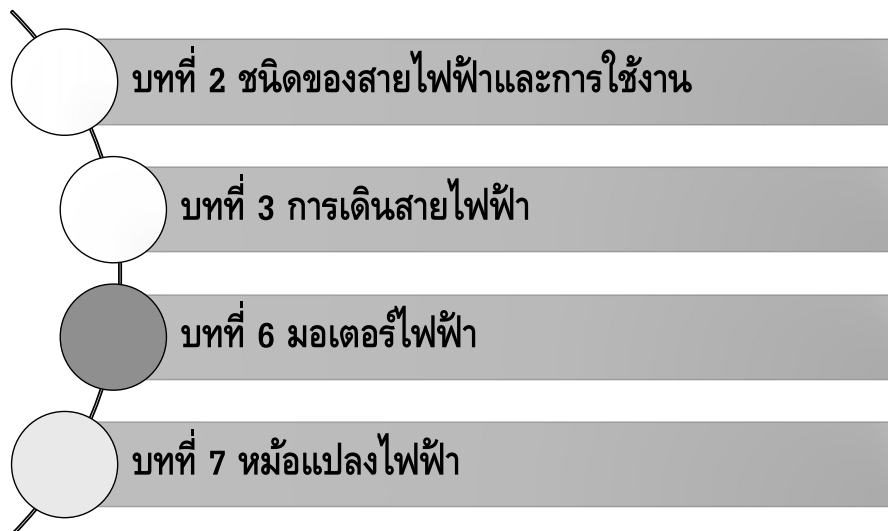 บทที่ 2 ชนิดของสายไฟฟ้าและการใช้งาน
บทที่ 3 การเดินสายไฟฟ้า
บทที่ 6 มอเตอร์ไฟฟ้า
บทที่ 7 หม้อแปลงไฟฟ้า